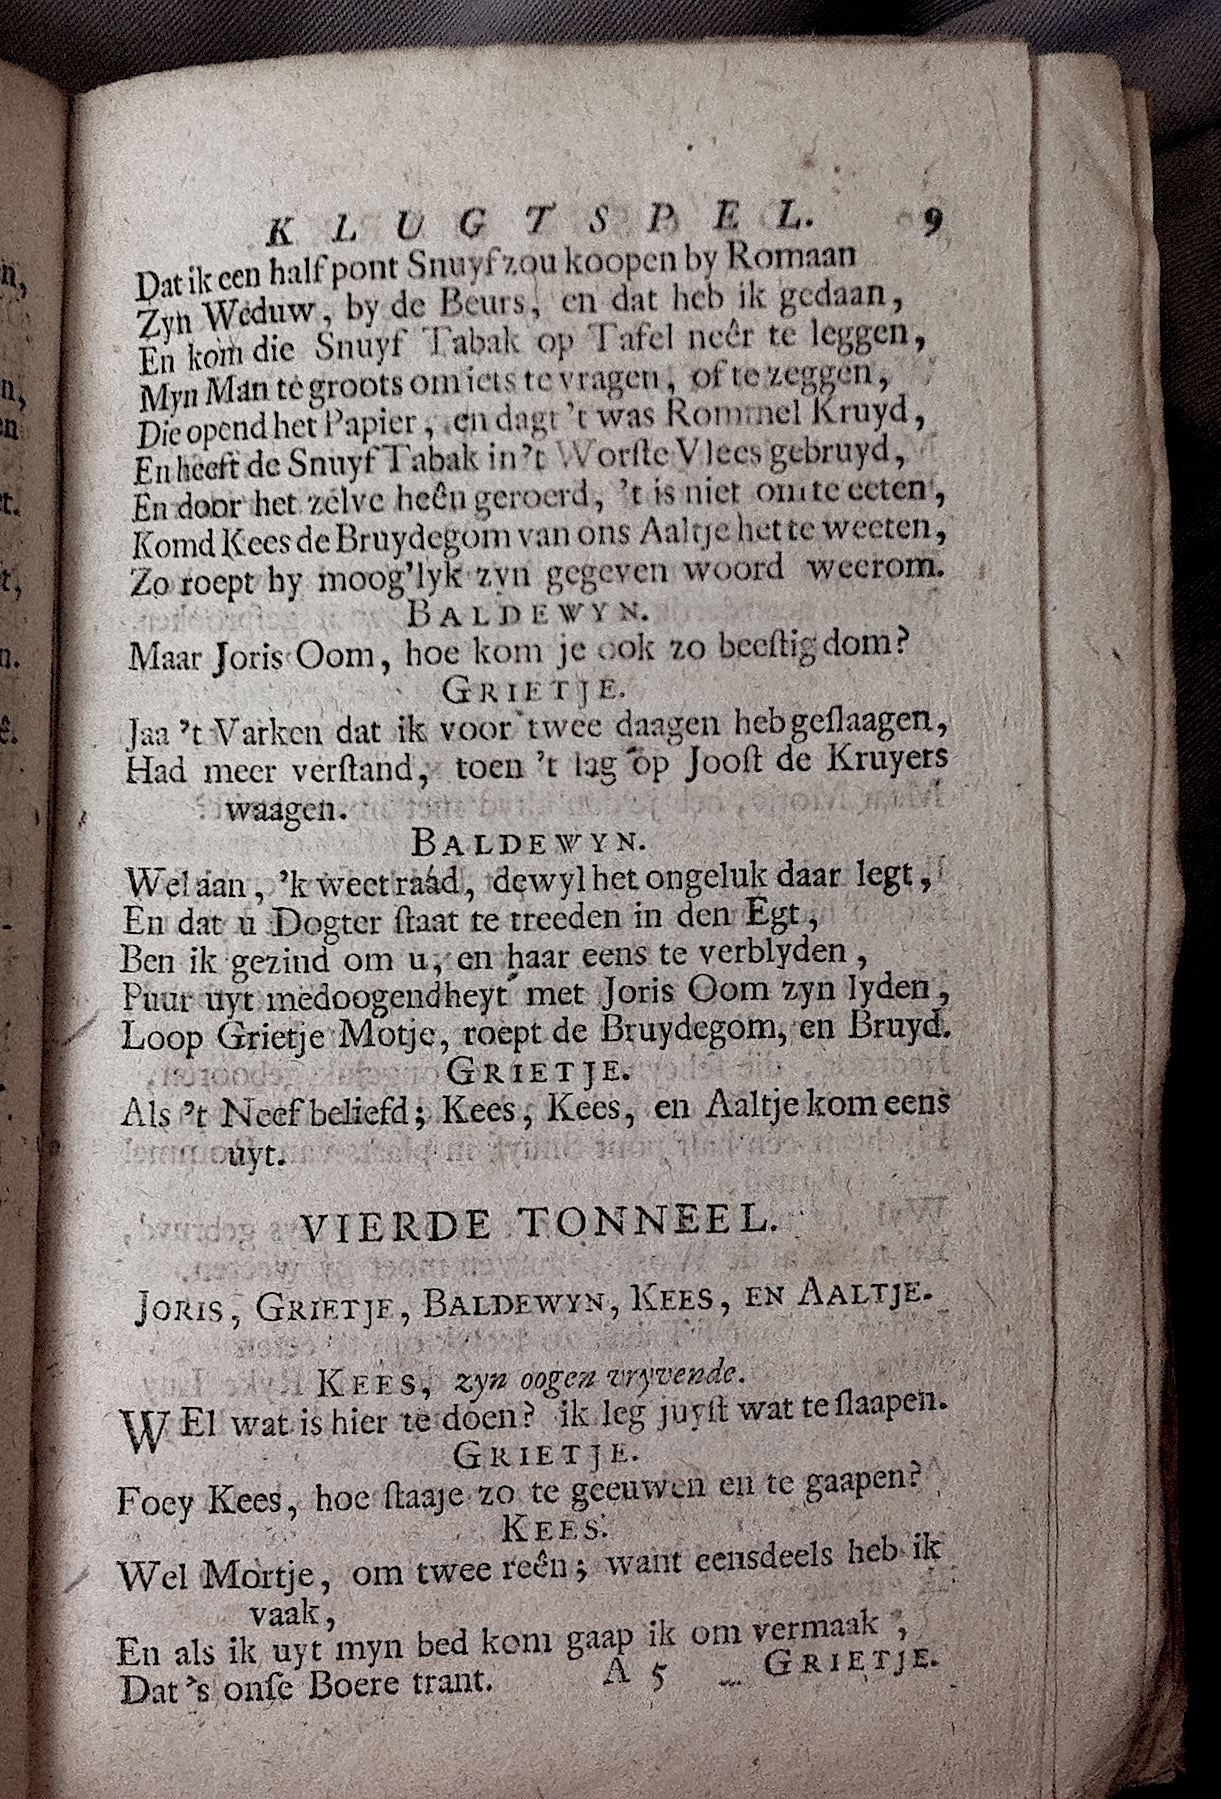 KLUGTSPEL. 9
Dat ik een half pont Snuyf zou koopen by Romaan
Zyn Weduw, by de Beurs, en dat heb ik gedaan,
En kom die Snuyf Tabak op Tafel neêr te leggen,
Myn Man te groots om iets te vragen, of te zeggen,
Die opend het Papier, en dagt 't was Rommel Kruyd,
En heeft de Snuyf Tabak in 't Worſte Vlees gebruyd,
En door het zelve heên geroerd, 't is niet om te eeten,
Komd Kees de Bruydegom van ons Aaltje het te weeten,
Zo roept hy moog'lyk zyn gegeven woord weerom.
BALDEWYN.
Maar Joris Oom, hoe kom je ook zo beeſtig dom?
GRIETJE.
Jaa 't Varken dat ik voor twee daagen heb geſlaagen,
Had meer verſtand, toen 't lag op Jooſt de Kruyers
waagen.
BALDEWYN.
Wel aan, 'k weet raád, dewyl het ongeluk daar legt,
En dat u Dogter ſtaat te treeden in den Egt,
Ben ik gezind om u, en haar eens te verblyden,
Puur uyt medoogendheyt met Joris Oom zyn lyden,
Loop Grietje Motje, roept de Bruydegom, en Bruyd.
GRIETJE.
Als 't Neef beliefd; Kees, Kees, en Aaltje kom eens
uyt.
VIERDE TONNEEL.
JORIS, GRIETJE, BALDEWYN, KEES, EN AALTJE.
KEES, zyn oogen vryvende.
WEl wat is hier te doen? ik leg juyſt wat te ſlaapen.
GRIETJE.
Foey Kees, hoe ſtaaje zo te geeuwen en te gaapen?
KEES.
Wel Mortje, om twee reên; want eensdeels heb ik
vaak,
En als ik uyt myn bed kom gaap ik om vermaak,
Dat 's onſe Boere trant. A 5 GRIETJE.